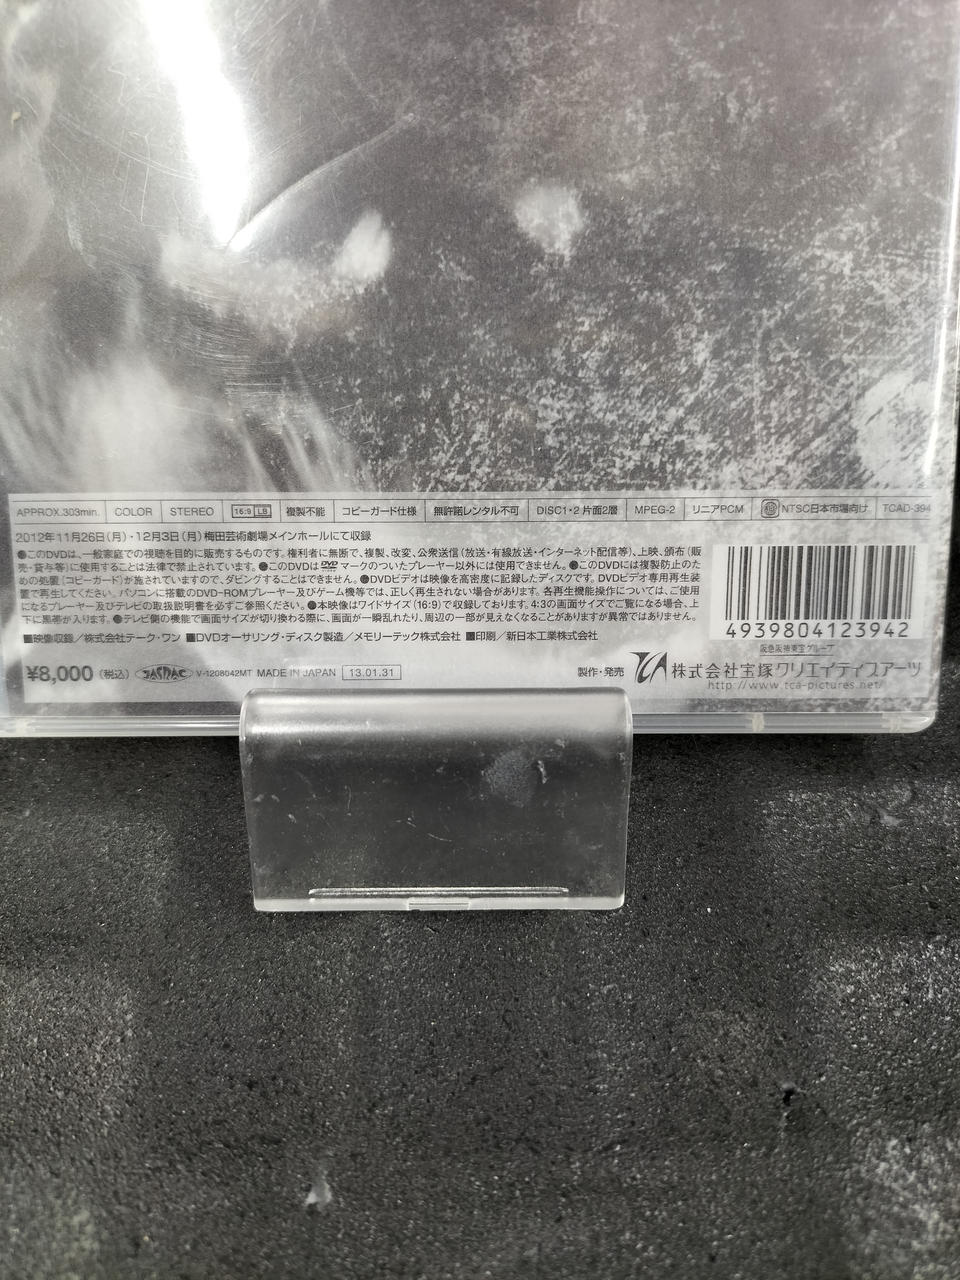 APPROX.303min. COLOR STEREO 16:9 LB 複製不能 コピーガード仕様 無許諾レンタル不可 DISC1・2 片面2層 MPEG-2 リニアPCM NTSC日本市場向け TCAD-394
2012年11月26日(月)・12月3日(月) 梅田芸術劇場メインホールにて収録
●このDVDは、一般家庭での視聴を目的に販売するものです。権利者に無断で、複製、改変、公衆送信(放送・有線放送・インターネット配信等)、上映、頒布(販
売・貸与等)に使用することは法律で禁止されています。●このDVDは DVD マークのついたプレーヤー以外には使用できません。●このDVDには複製防止のた
めの処置(コピーガード)が施されていますので、ダビングすることはできません。●DVDビデオは映像を高密度に記録したディスクです。DVDビデオ専用再生装
置で再生してください。パソコンに搭載のDVD-ROMプレーヤー及びゲーム機等では、正しく再生されない場合があります。各再生機能操作については、ご使用
になるプレーヤー及びテレビの取扱説明書を必ずご参照ください。●本映像はワイドサイズ(16:9)で収録しております。4:3の画面サイズでご覧になる場合、上
下に黒帯が入ります。●テレビ側の機能で画面サイズが切り換わる際に、画面が一瞬乱れたり、周辺の一部が見えなくなることがありますが異常ではありません。
■映像収録/株式会社テーク・ワン ■DVDオーサリング・ディスク製造/メモリーテック株式会社 ■印刷/新日本工業株式会社
4939804123942
¥8,000(税込) JASRAC V-1208042MT MADE IN JAPAN 13.01.31
阪急阪神東宝グループ
製作・発売 TCA 株式会社宝塚クリエイティブアーツ
http://www.tca-pictures.net/